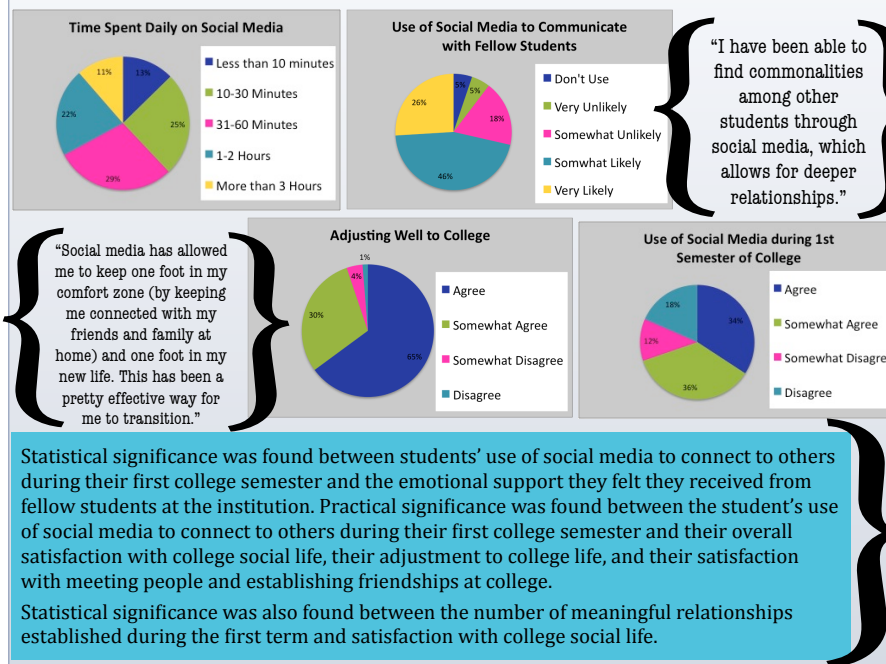 Time Spent Daily on Social Media
13%
25%
29%
22%
11%
Less than 10 minutes
10-30 Minutes
31-60 Minutes
1-2 Hours
More than 3 Hours
Use of Social Media to Communicate
with Fellow Students
5%
5%
18%
46%
26%
Don't Use
Very Unlikely
Somewhat Unlikely
Somwhat Likely
Very Likely
“I have been able to
find commonalities
among other
students through
social media, which
allows for deeper
relationships.”
“Social media has allowed
me to keep one foot in my
comfort zone (by keeping
me connected with my
friends and family at
home) and one foot in my
new life. This has been a
pretty effective way for
me to transition.”
Adjusting Well to College
1%
4%
30%
65%
Agree
Somewhat Agree
Somewhat Disagree
Disagree
Use of Social Media during 1st
Semester of College
18%
34%
12%
36%
Agree
Somewhat Agree
Somewhat Disagre
Disagree
Statistical significance was found between students’ use of social media to connect to others
during their first college semester and the emotional support they felt they received from
fellow students at the institution. Practical significance was found between the student’s use
of social media to connect to others during their first college semester and their overall
satisfaction with college social life, their adjustment to college life, and their satisfaction
with meeting people and establishing friendships at college.
Statistical significance was also found between the number of meaningful relationships
established during the first term and satisfaction with college social life.